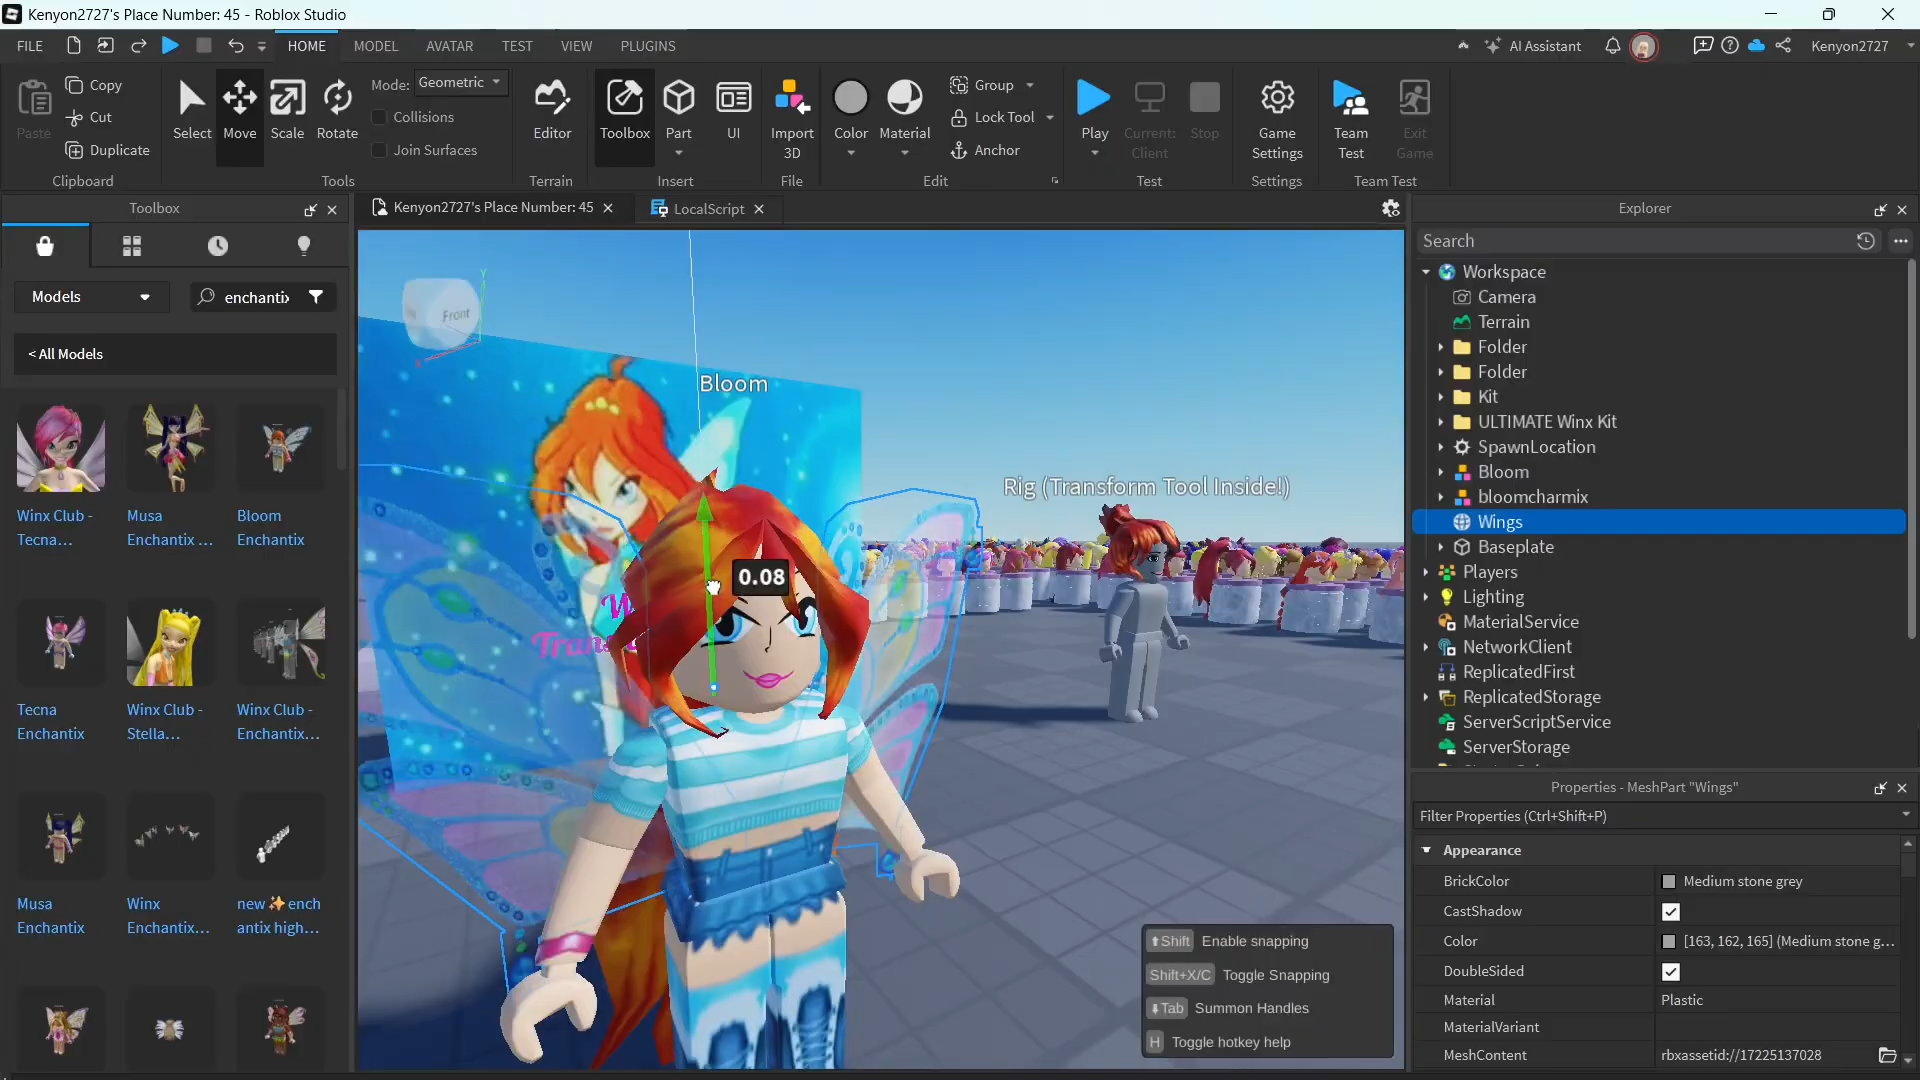 Kenyon2727's Place Number: 45 - Roblox Studio
FILE
HOME
MODEL
AVATAR
TEST
VIEW
PLUGINS
AI Assistant
Kenyon2727
Paste
Copy
Cut
Duplicate
Clipboard
Select
Move
Scale
Rotate
Mode: Geometric
Collisions
Join Surfaces
Tools
Editor
Terrain
Toolbox
Part
UI
Insert
Import
3D
File
Color
Material
Group
Lock Tool
Anchor
Edit
Play
Current:
Client
Stop
Test
Game
Settings
Settings
Team
Test
Exit
Game
Team Test
Toolbox
Models
enchantix
< All Models
Winx Club -
Tecna...
Musa
Enchantix ...
Bloom
Enchantix
Tecna
Enchantix
Winx Club -
Stella...
Winx Club -
Enchantix...
Musa
Enchantix
Winx
Enchantix...
new✨ench
antix high...
Kenyon2727's Place Number: 45
LocalScript
Front
Y
Bloom
Rig (Transform Tool Inside!)
0.08
W
Trans
Shift Enable snapping
Shift+X/C Toggle Snapping
Tab Summon Handles
H Toggle hotkey help
Explorer
Search
Workspace
Camera
Terrain
Folder
Folder
Kit
ULTIMATE Winx Kit
SpawnLocation
Bloom
bloomcharmix
Wings
Baseplate
Players
Lighting
MaterialService
NetworkClient
ReplicatedFirst
ReplicatedStorage
ServerScriptService
ServerStorage
Properties - MeshPart "Wings"
Filter Properties (Ctrl+Shift+P)
Appearance
BrickColor Medium stone grey
CastShadow
Color [163, 162, 165] (Medium stone g...
DoubleSided
Material Plastic
MaterialVariant
MeshContent rbxassetid://17225137028